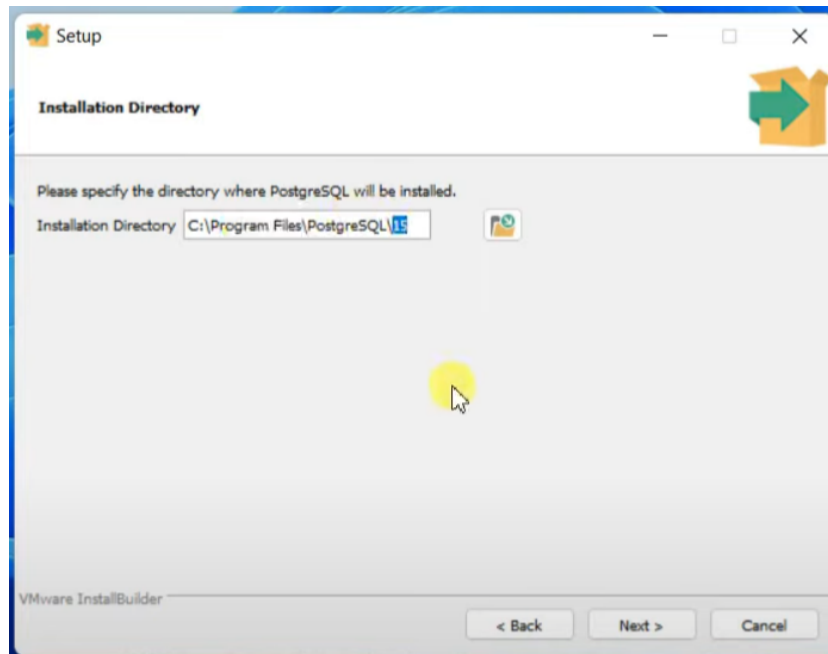 Setup
Installation Directory
Please specify the directory where PostgreSQL will be installed.
Installation Directory C:\Program Files\PostgreSQL\15
VMware InstallBuilder
< Back Next > Cancel